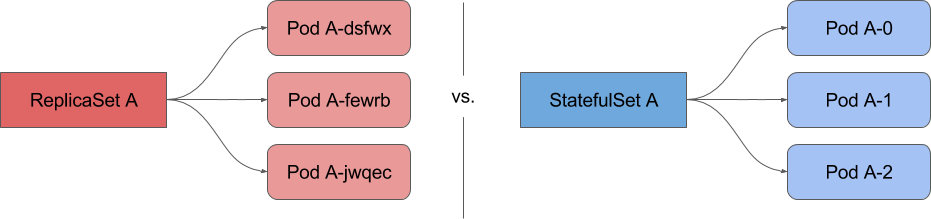 ReplicaSet A
Pod A-dsfwx
Pod A-fewrb
Pod A-jwqec
vs.
StatefulSet A
Pod A-0
Pod A-1
Pod A-2